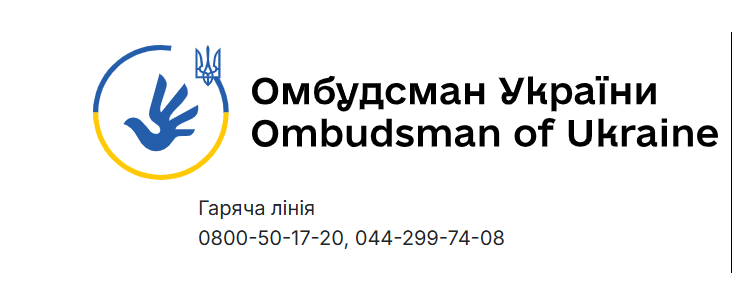 Омбудсман України
Ombudsman of Ukraine
Гаряча лінія
0800-50-17-20, 044-299-74-08